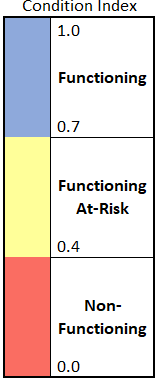 Condition Index
1.0
Functioning
0.7
Functioning
At-Risk
0.4
Non-
Functioning
0.0